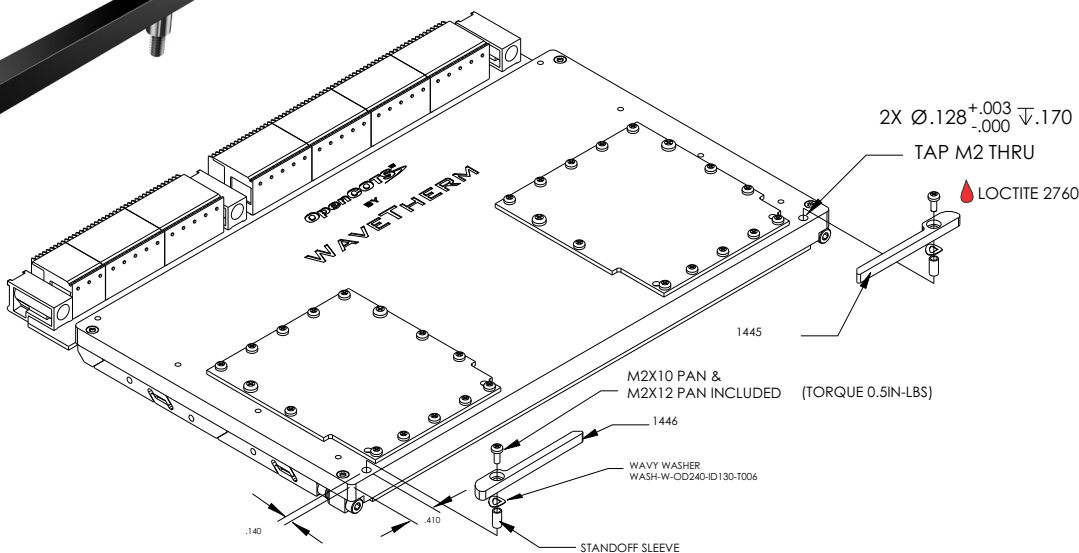 2X Ø.128 +.003 -.000 ↧.170
TAP M2 THRU
LOCTITE 2760
OpenCOTS™
BY
WAVETHERM
1445
M2X10 PAN &
M2X12 PAN INCLUDED (TORQUE 0.5IN-LBS)
1446
WAVY WASHER
WASH-W-OD240-ID130-T006
.410
.140
STANDOFF SLEEVE